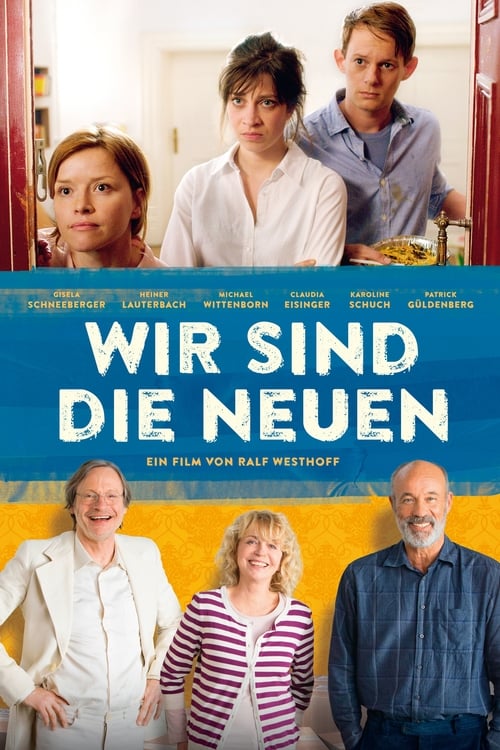 GISELA HEINER MICHAEL CLAUDIA KAROLINE PATRICK
SCHNEEBERGER LAUTERBACH WITTENBORN EISINGER SCHUCH GÜLDENBERG
WIR SIND
DIE NEUEN
EIN FILM VON RALF WESTHOFF